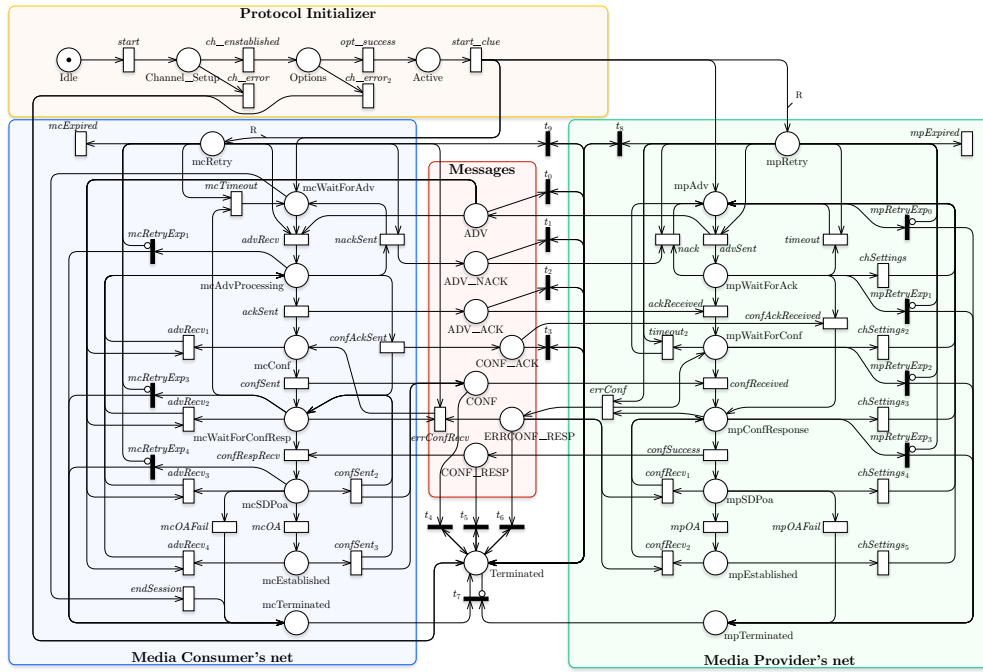 Protocol Initializer
start
ch_enstablished
opt_success
start_clue
Idle
Channel_Setup
ch_error
Options
ch_error2
Active
R
R
mcExpired
mcRetry
t9
t8
mpRetry
mpExpired
Messages
mcTimeout
mcWaitForAdv
t0
mpAdv
mpRetryExp0
mcRetryExp1
advRecv
nackSent
ADV
t1
nack
advSent
timeout
chSettings
mcAdvProcessing
ADV_NACK
t2
mpWaitForAck
mpRetryExp1
ackSent
ADV_ACK
ackReceived
confAckReceived
advRecv1
confAckSent
t3
timeout2
mpWaitForConf
chSettings2
mcConf
CONF_ACK
mpRetryExp2
mcRetryExp3
confSent
CONF
errConf
confReceived
advRecv2
chSettings3
mcWaitForConfResp
errConfRecv
ERRCONF_RESP
mpConfResponse
mpRetryExp3
mcRetryExp4
confRespRecv
CONF_RESP
confSuccess
advRecv3
confSent2
confRecv1
chSettings4
mcSDPoa
mpSDPoa
mcOAFail
mcOA
t4
t5
t6
mpOA
mpOAFail
advRecv4
confSent3
confRecv2
chSettings5
mcEstablished
Terminated
mpEstablished
endSession
mcTerminated
t7
mpTerminated
Media Consumer's net
Media Provider's net